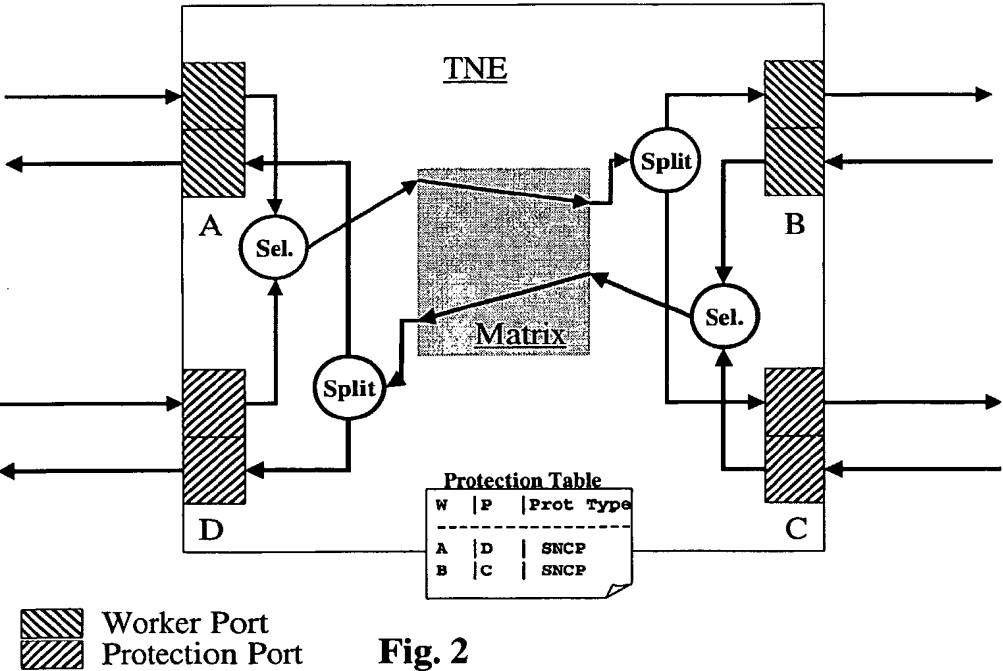 TNE
Split
A
B
Sel.
Sel.
Matrix
Split
D
C
Protection Table
W |P |Prot Type
--------------------
A |D | SNCP
B |C | SNCP
Worker Port
Protection Port
Fig. 2